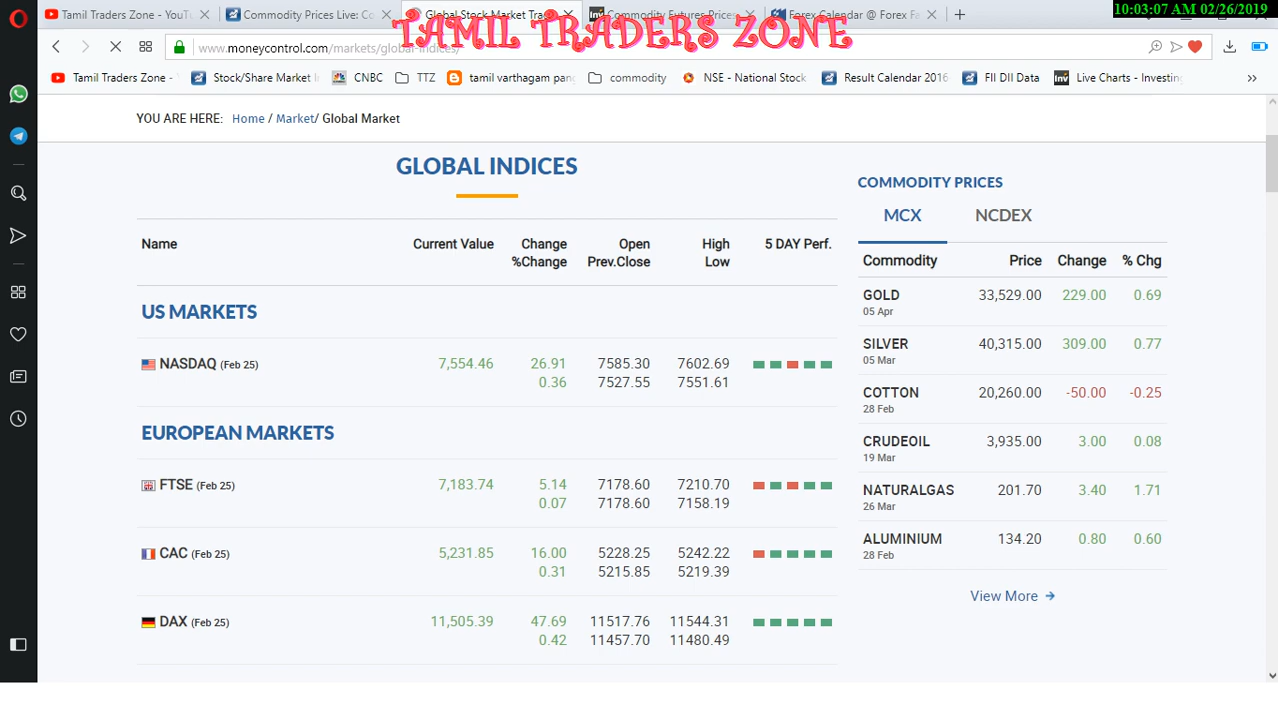 10:03:07 AM 02/26/2019
TAMIL TRADERS ZONE
Tamil Traders Zone - YouT
Commodity Prices Live: Co
Global Stock Market Tra
Commodity Futures Prices
Forex Calendar @ Forex Fa
www.moneycontrol.com/markets/global-indices/
Tamil Traders Zone -
Stock/Share Market I
CNBC
TTZ
tamil varthagam pan
commodity
NSE - National Stock
Result Calendar 2016
FII DII Data
Live Charts - Investing
YOU ARE HERE: Home / Market/ Global Market
GLOBAL INDICES
Name Current Value Change Open High 5 DAY Perf.
%Change Prev.Close Low
US MARKETS
NASDAQ (Feb 25) 7,554.46 26.91 7585.30 7602.69
0.36 7527.55 7551.61
EUROPEAN MARKETS
FTSE (Feb 25) 7,183.74 5.14 7178.60 7210.70
0.07 7178.60 7158.19
CAC (Feb 25) 5,231.85 16.00 5228.25 5242.22
0.31 5215.85 5219.39
DAX (Feb 25) 11,505.39 47.69 11517.76 11544.31
0.42 11457.70 11480.49
COMMODITY PRICES
MCX NCDEX
Commodity Price Change % Chg
GOLD 33,529.00 229.00 0.69
05 Apr
SILVER 40,315.00 309.00 0.77
05 Mar
COTTON 20,260.00 -50.00 -0.25
28 Feb
CRUDEOIL 3,935.00 3.00 0.08
19 Mar
NATURALGAS 201.70 3.40 1.71
26 Mar
ALUMINIUM 134.20 0.80 0.60
28 Feb
View More